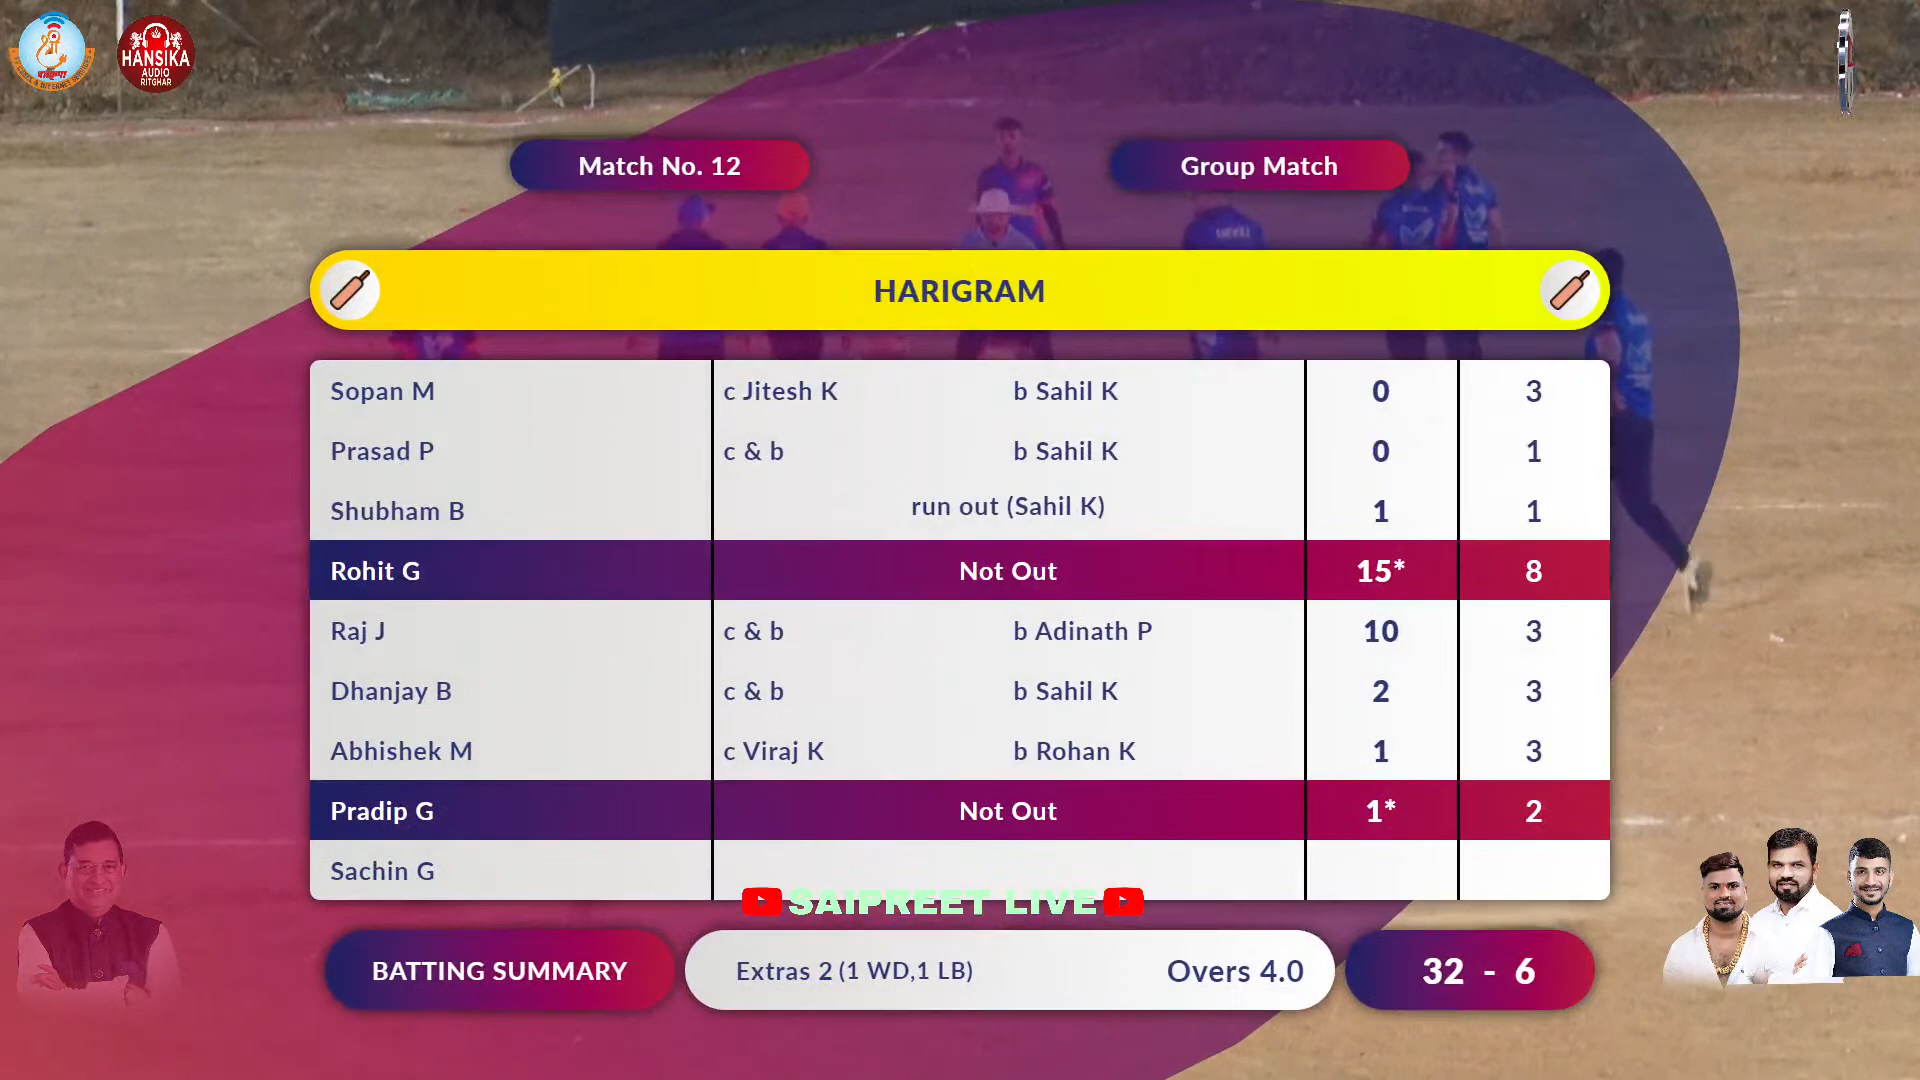 HANSIKA
AUDIO
RITGHAR
Match No. 12
Group Match
HARIGRAM
Sopan M c Jitesh K b Sahil K 0 3
Prasad P c & b b Sahil K 0 1
Shubham B run out (Sahil K) 1 1
Rohit G Not Out 15* 8
Raj J c & b b Adinath P 10 3
Dhanjay B c & b b Sahil K 2 3
Abhishek M c Viraj K b Rohan K 1 3
Pradip G Not Out 1* 2
Sachin G
SAIPREET LIVE
BATTING SUMMARY Extras 2 (1 WD,1 LB) Overs 4.0 32 - 6